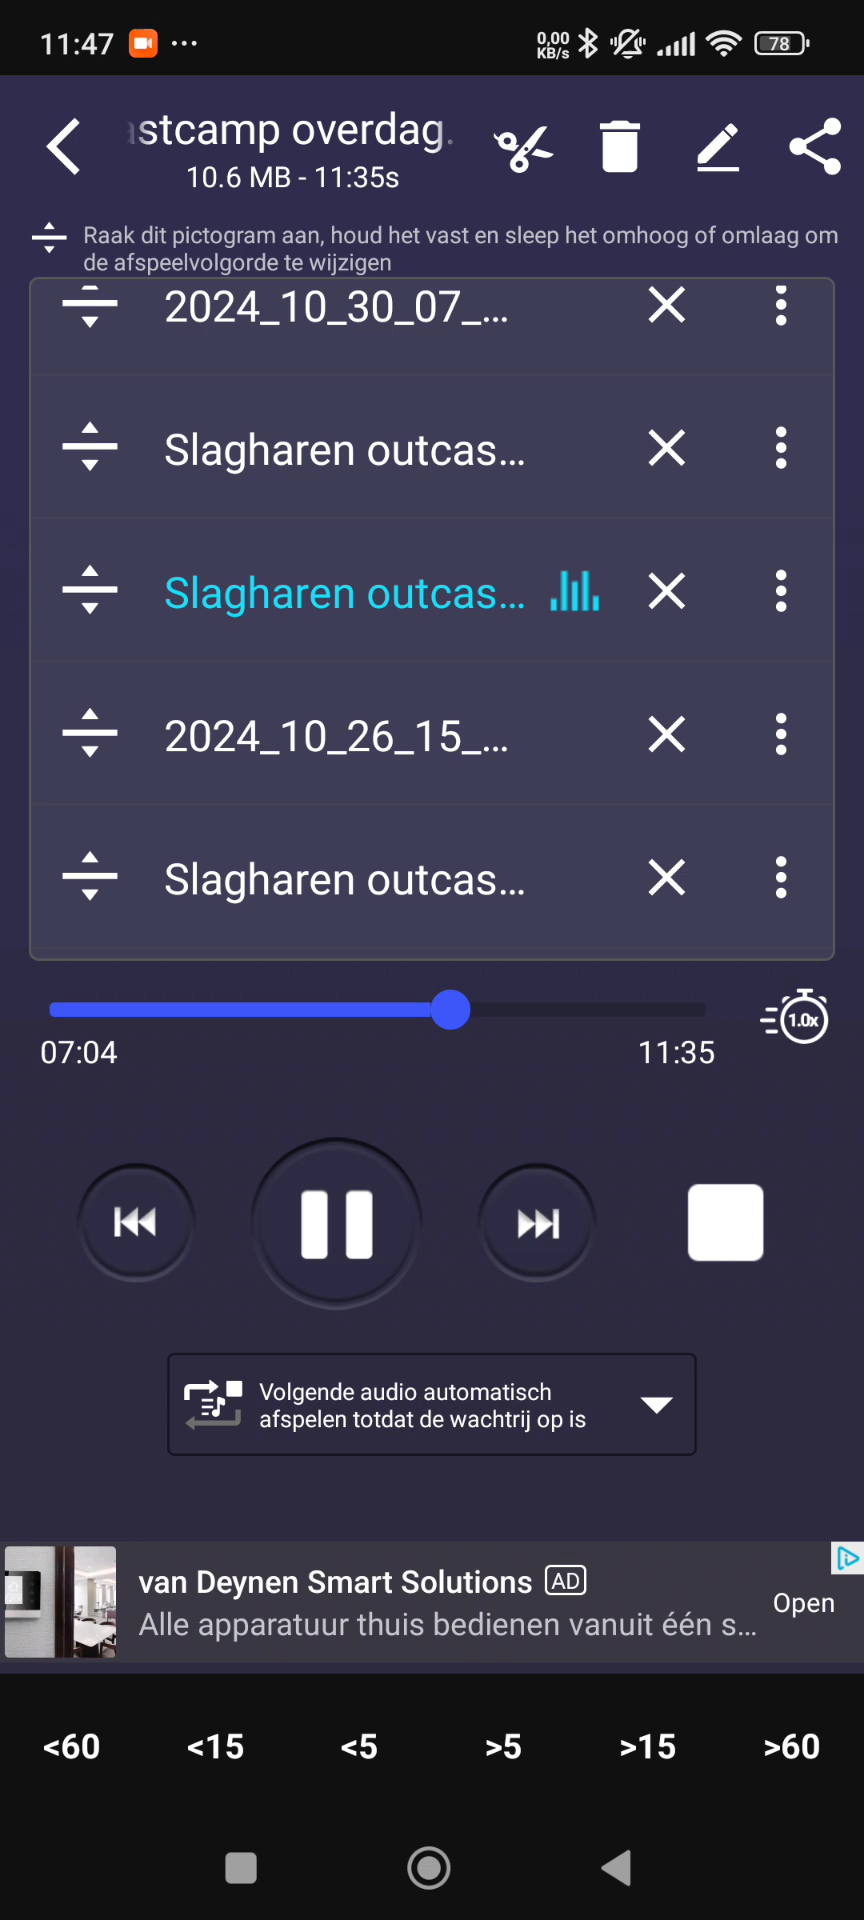 11:47
0,00
KB/s
78
astcamp overdag.
10.6 MB - 11:35s
Raak dit pictogram aan, houd het vast en sleep het omhoog of omlaag om
de afspeelvolgorde te wijzigen
2024_10_30_07_...
Slagharen outcas...
Slagharen outcas...
2024_10_26_15_...
Slagharen outcas...
1.0x
07:04
11:35
Volgende audio automatisch
afspelen totdat de wachtrij op is
van Deynen Smart Solutions AD
Alle apparatuur thuis bedienen vanuit één s...
Open
<60 <15 <5 >5 >15 >60